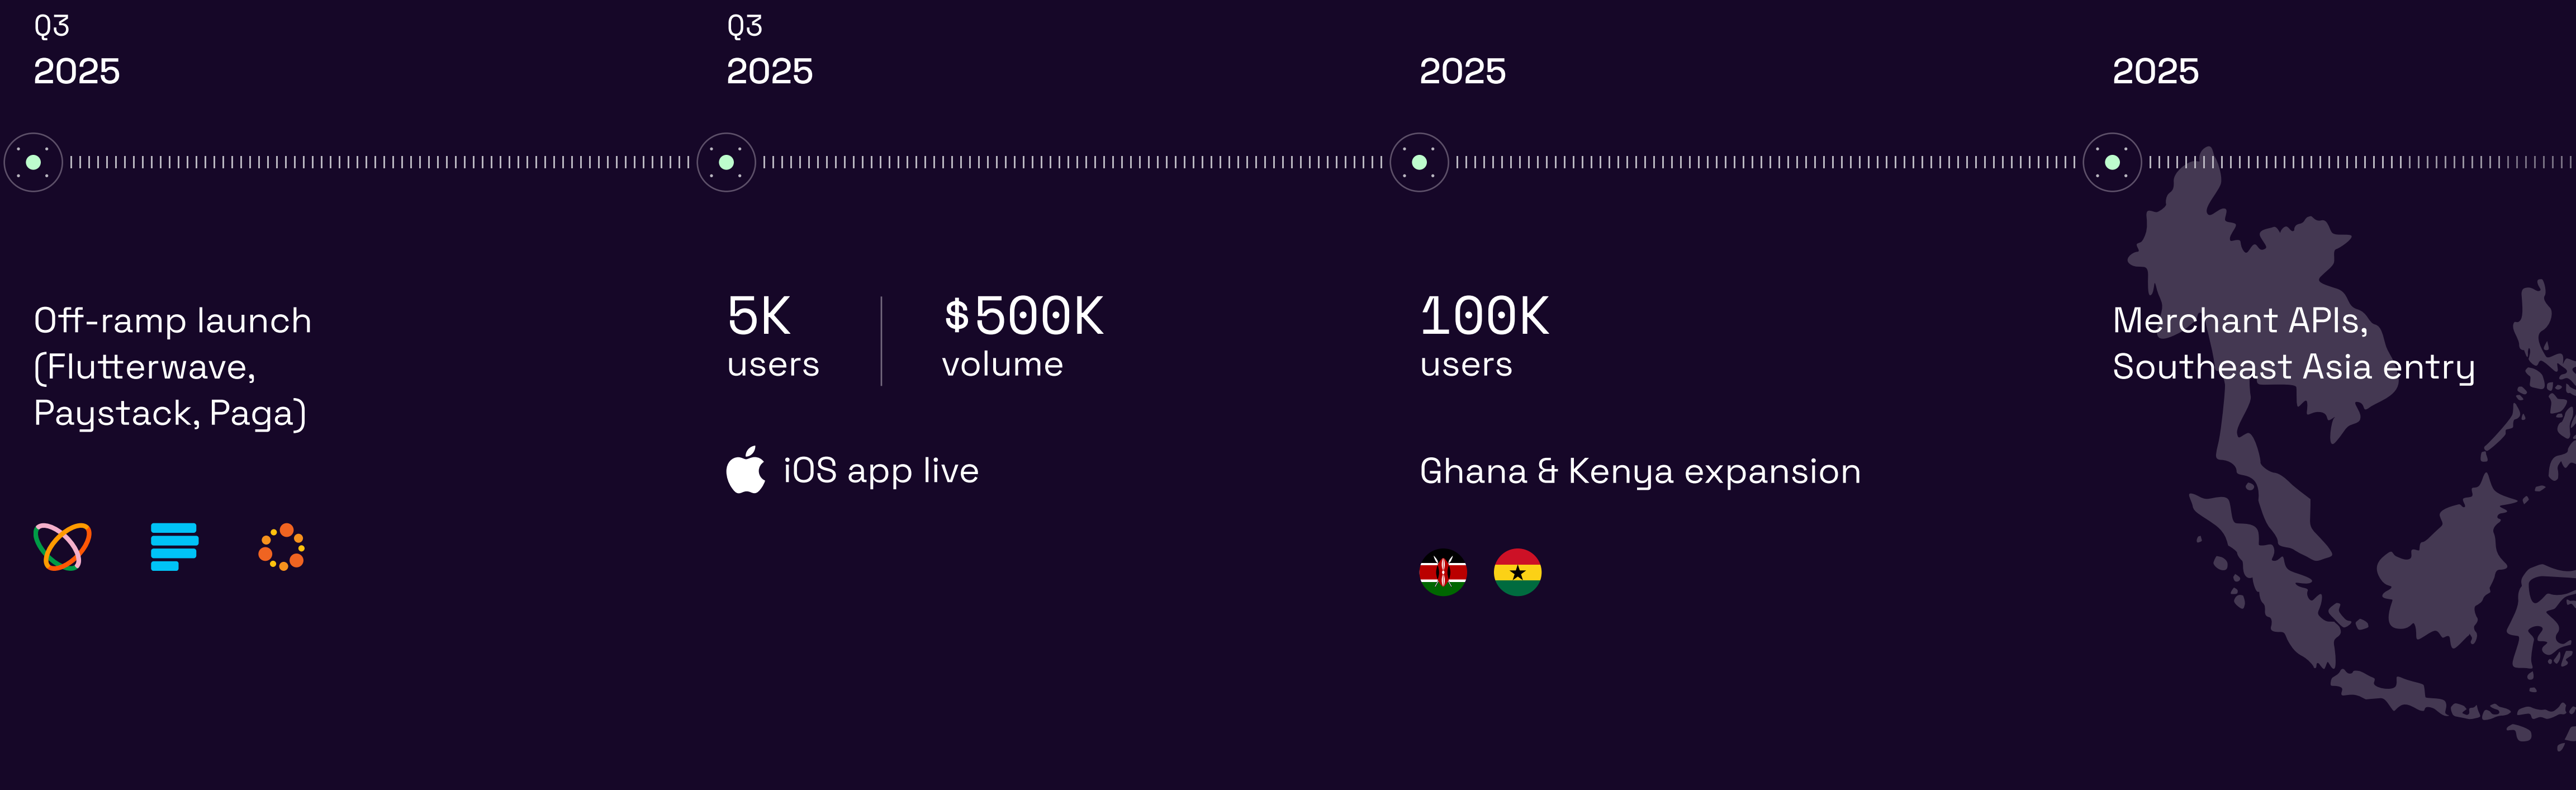 Q3
2025
Q3
2025
2025
2025
Off-ramp launch
(Flutterwave,
Paystack, Paga)
5K
users
$500K
volume
iOS app live
100K
users
Ghana & Kenya expansion
Merchant APIs,
Southeast Asia entry